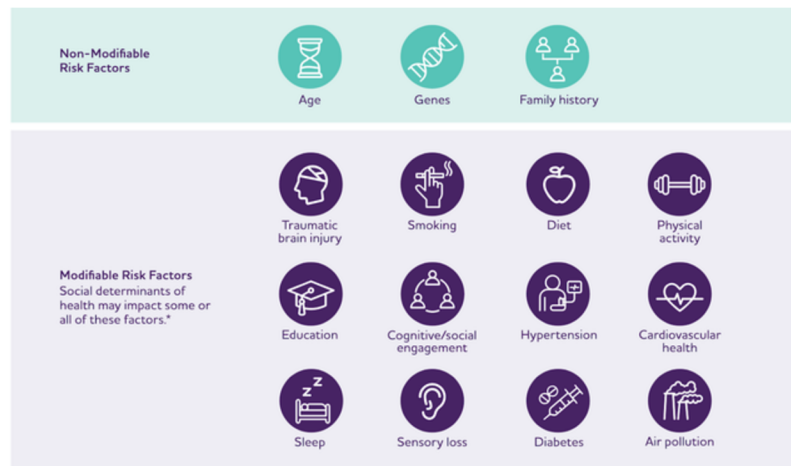 Non-Modifiable
Risk Factors
Age
Genes
Family history
Traumatic
brain injury
Smoking
Diet
Physical
activity
Modifiable Risk Factors
Social determinants of
health may impact some or
all of these factors.*
Education
Cognitive/social
engagement
Hypertension
Cardiovascular
health
z z
Sleep
Sensory loss
Diabetes
Air pollution